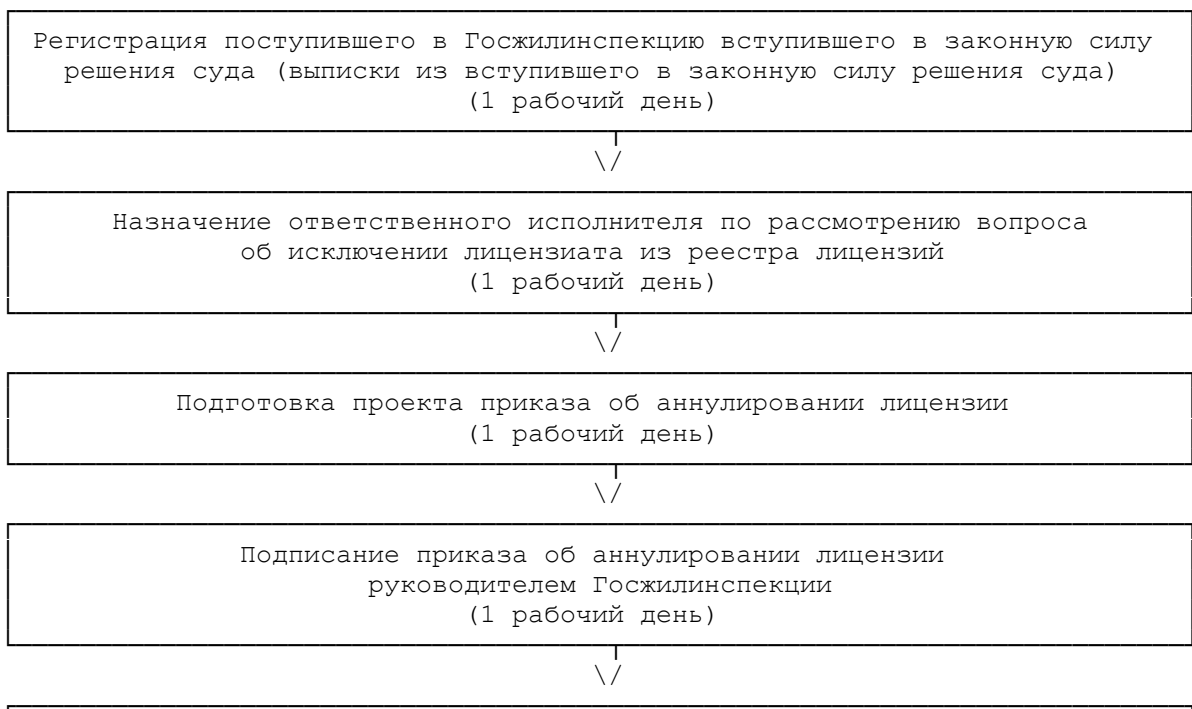 Регистрация поступившего в Госжилинспекцию вступившего в законную силу
решения суда (выписки из вступившего в законную силу решения суда)
(1 рабочий день)
\/
Назначение ответственного исполнителя по рассмотрению вопроса
об исключении лицензиата из реестра лицензий
(1 рабочий день)
\/
Подготовка проекта приказа об аннулировании лицензии
(1 рабочий день)
\/
Подписание приказа об аннулировании лицензии
руководителем Госжилинспекции
(1 рабочий день)
\/